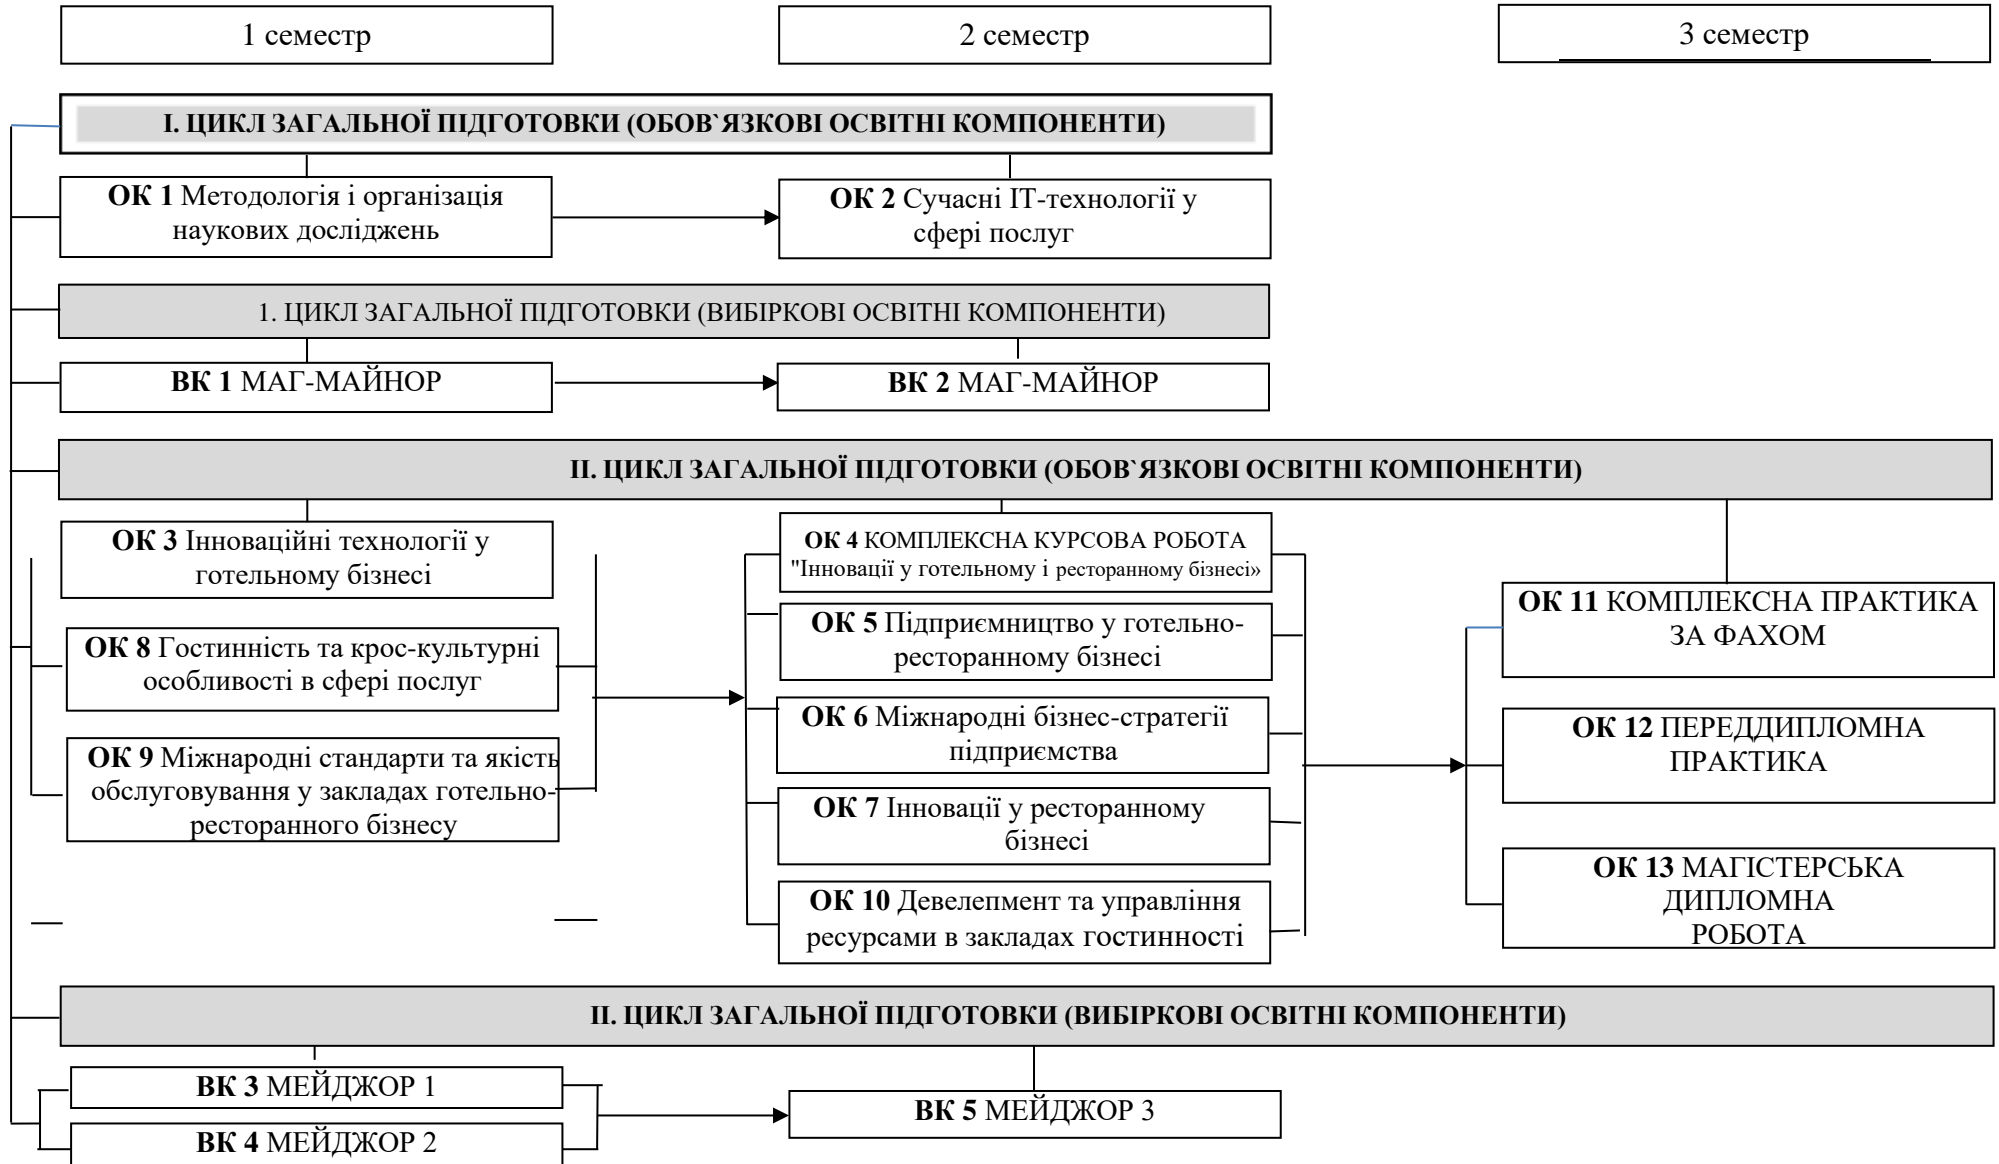 1 семестр
2 семестр
3 семестр
І. ЦИКЛ ЗАГАЛЬНОЇ ПІДГОТОВКИ (ОБОВ`ЯЗКОВІ ОСВІТНІ КОМПОНЕНТИ)
ОК 1 Методологія і організація
наукових досліджень
ОК 2 Сучасні ІТ-технології у
сфері послуг
1. ЦИКЛ ЗАГАЛЬНОЇ ПІДГОТОВКИ (ВИБІРКОВІ ОСВІТНІ КОМПОНЕНТИ)
ВК 1 МАГ-МАЙНОР
ВК 2 МАГ-МАЙНОР
ІІ. ЦИКЛ ЗАГАЛЬНОЇ ПІДГОТОВКИ (ОБОВ`ЯЗКОВІ ОСВІТНІ КОМПОНЕНТИ)
ОК 3 Інноваційні технології у
готельному бізнесі
ОК 8 Гостинність та крос-культурні
особливості в сфері послуг
ОК 9 Міжнародні стандарти та якість
обслуговування у закладах готельно-
ресторанного бізнесу
ОК 4 КОМПЛЕКСНА КУРСОВА РОБОТА
"Інновації у готельному і ресторанному бізнесі»
ОК 5 Підприємництво у готельно-
ресторанному бізнесі
ОК 6 Міжнародні бізнес-стратегії
підприємства
ОК 7 Інновації у ресторанному
бізнесі
ОК 10 Девелепмент та управління
ресурсами в закладах гостинності
ОК 11 КОМПЛЕКСНА ПРАКТИКА
ЗА ФАХОМ
ОК 12 ПЕРЕДДИПЛОМНА
ПРАКТИКА
ОК 13 МАГІСТЕРСЬКА
ДИПЛОМНА
РОБОТА
ІІ. ЦИКЛ ЗАГАЛЬНОЇ ПІДГОТОВКИ (ВИБІРКОВІ ОСВІТНІ КОМПОНЕНТИ)
ВК 3 МЕЙДЖОР 1
ВК 4 МЕЙДЖОР 2
ВК 5 МЕЙДЖОР 3